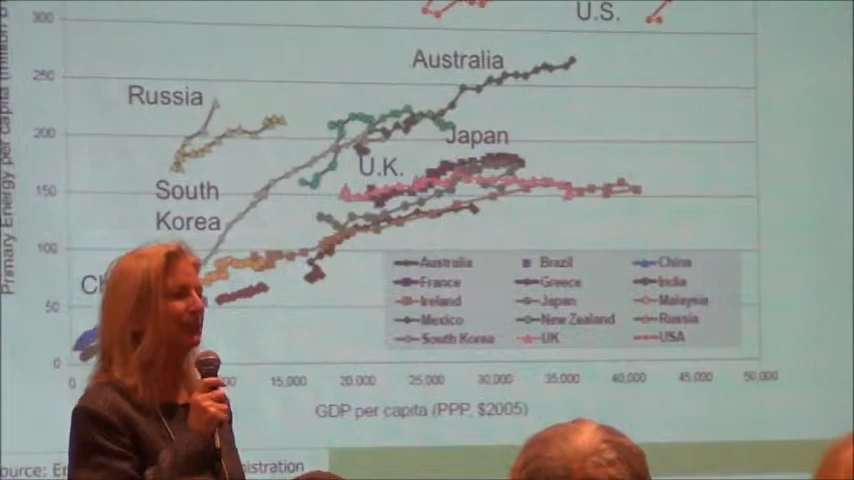 300
U.S.
250
Australia
Russia
200
Japan
U.K.
150
South
Korea
100
50
0
Primary Energy per capita (million B
Australia Brazil China
France Greece India
Ireland Japan Malaysia
Mexico New Zealand Russia
South Korea UK USA
0 15,000 20,000 25,000 30,000 35,000 40,000 45,000 50,000
GDP per capita (PPP, $2005)